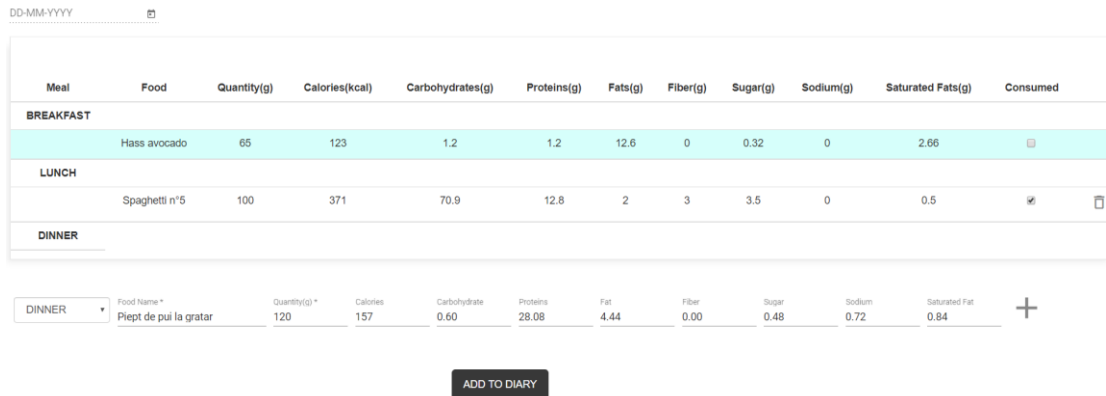 DD-MM-YYYY
Meal Food Quantity(g) Calories(kcal) Carbohydrates(g) Proteins(g) Fats(g) Fiber(g) Sugar(g) Sodium(g) Saturated Fats(g) Consumed
BREAKFAST
Hass avocado 65 123 1.2 1.2 12.6 0 0.32 0 2.66
LUNCH
Spaghetti n°5 100 371 70.9 12.8 2 3 3.5 0 0.5
DINNER
Food Name * Quantity(g) * Calories Carbohydrate Proteins Fat Fiber Sugar Sodium Saturated Fat
DINNER Piept de pui la gratar 120 157 0.60 28.08 4.44 0.00 0.48 0.72 0.84
ADD TO DIARY